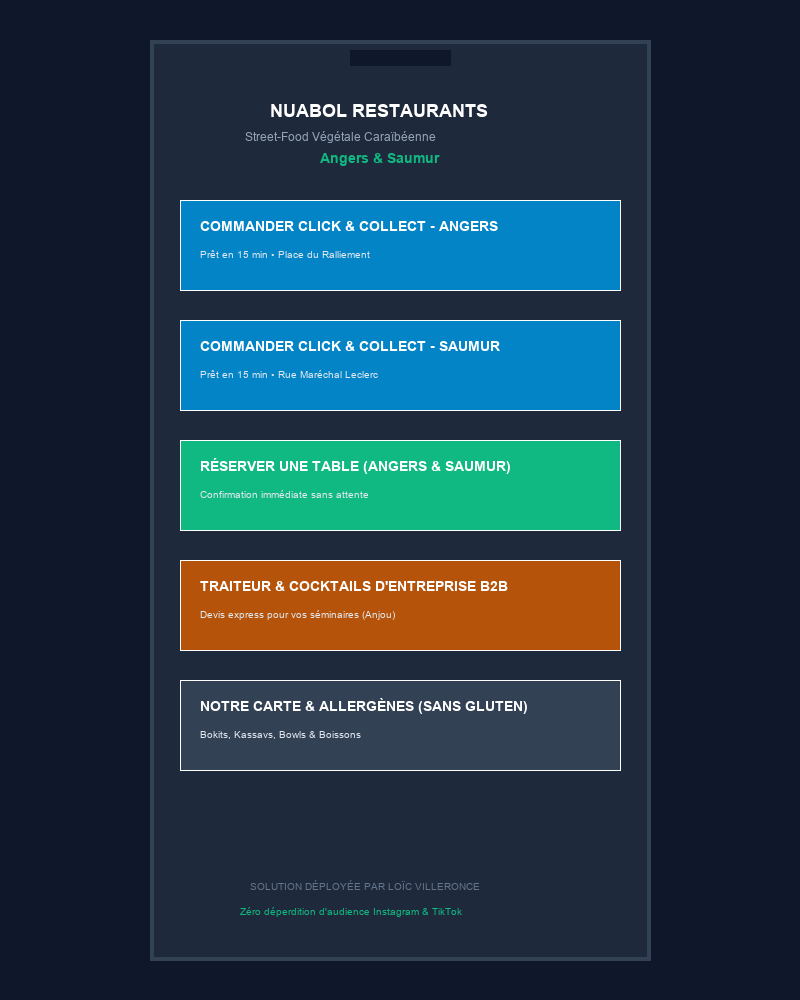 NUABOL RESTAURANTS
Street-Food Végétale Caraïbéenne
Angers & Saumur
COMMANDER CLICK & COLLECT - ANGERS
Prêt en 15 min • Place du Ralliement
COMMANDER CLICK & COLLECT - SAUMUR
Prêt en 15 min • Rue Maréchal Leclerc
RÉSERVER UNE TABLE (ANGERS & SAUMUR)
Confirmation immédiate sans attente
TRAITEUR & COCKTAILS D'ENTREPRISE B2B
Devis express pour vos séminaires (Anjou)
NOTRE CARTE & ALLERGÈNES (SANS GLUTEN)
Bokits, Kassavs, Bowls & Boissons
SOLUTION DÉPLOYÉE PAR LOÏC VILLERONCE
Zéro déperdition d'audience Instagram & TikTok